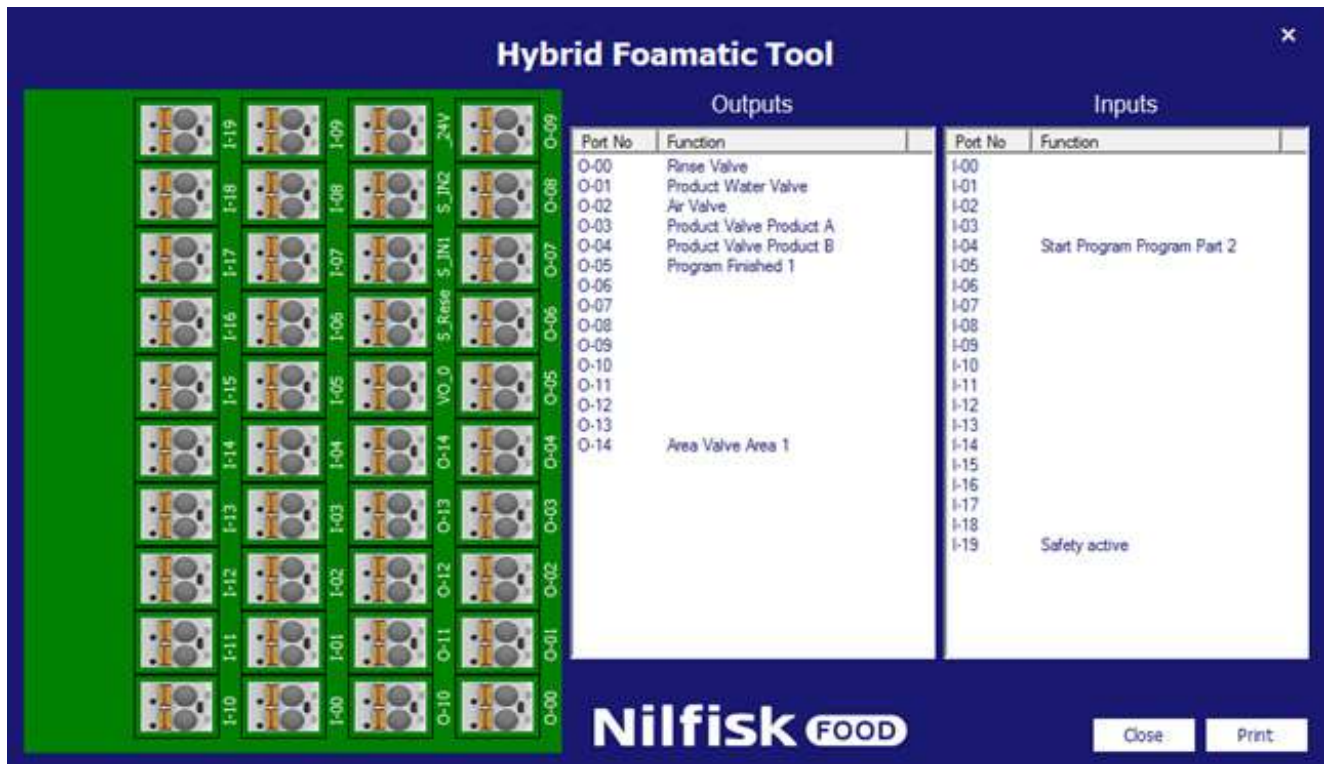 Hybrid Foamatic Tool
×
I-19 I-09 _24V O-09
I-18 I-08 S_IN2 O-08
I-17 I-07 S_IN1 O-07
I-16 I-06 S_Rese O-06
I-15 I-05 VO_0 O-05
I-14 I-04 O-14 O-04
I-13 I-03 O-13 O-03
I-12 I-02 O-12 O-02
I-11 I-01 O-11 O-01
I-10 I-00 O-10 O-00
Outputs
Port No Function
O-00 Rinse Valve
O-01 Product Water Valve
O-02 Air Valve
O-03 Product Valve Product A
O-04 Product Valve Product B
O-05 Program Finished 1
O-06
O-07
O-08
O-09
O-10
O-11
O-12
O-13
O-14 Area Valve Area 1
Inputs
Port No Function
I-00
I-01
I-02
I-03
I-04 Start Program Program Part 2
I-05
I-06
I-07
I-08
I-09
I-10
I-11
I-12
I-13
I-14
I-15
I-16
I-17
I-18
I-19 Safety active
Nilfisk FOOD
Close Print